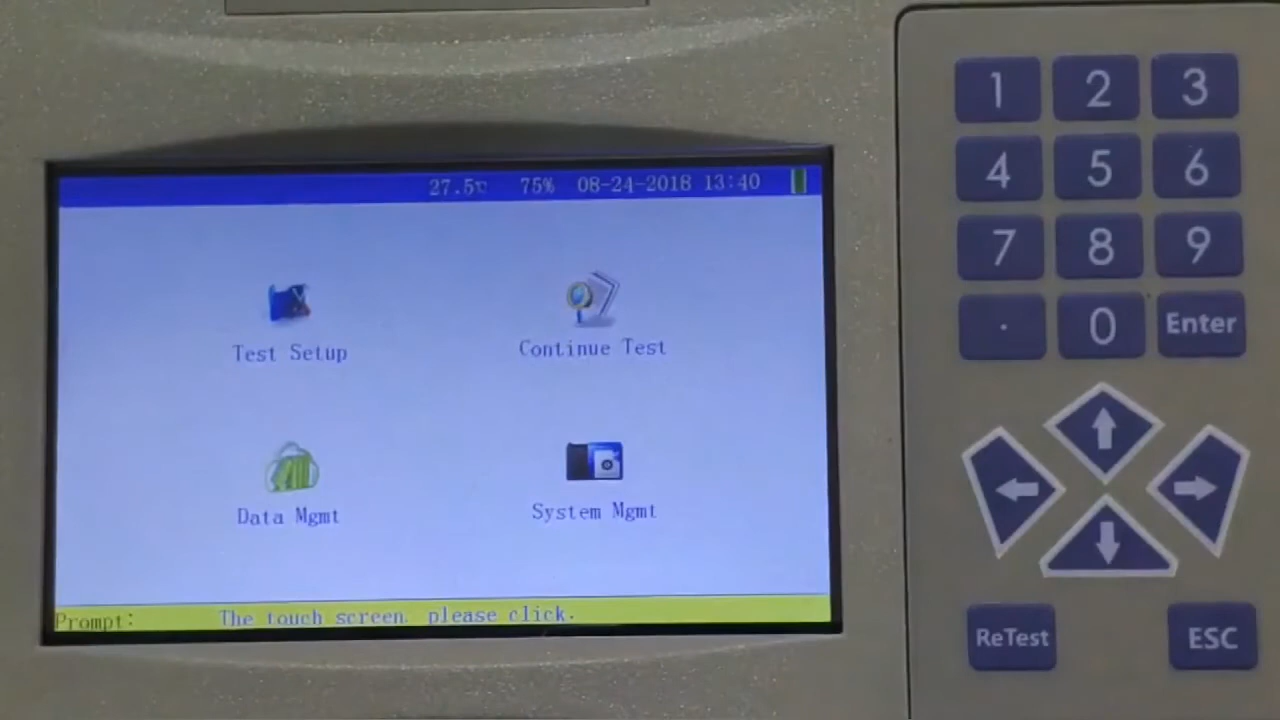 27.5℃ 75% 08-24-2018 13:40
Test Setup
Continue Test
Data Mgmt
System Mgmt
Prompt: The touch screen, please click.
1 2 3
4 5 6
7 8 9
. 0 Enter
ReTest ESC